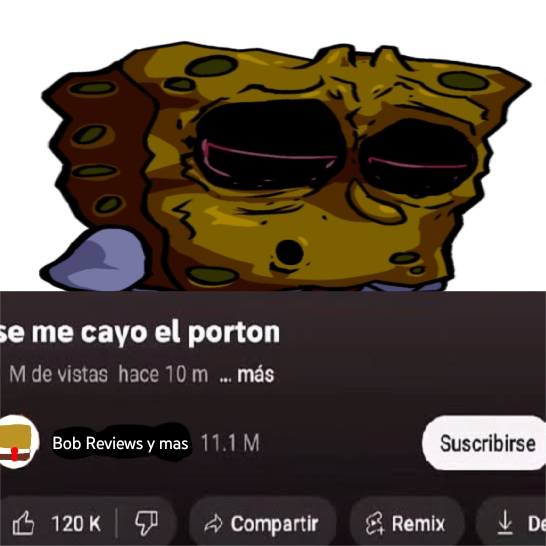 se me cayo el porton
M de vistas hace 10 m ... más
Bob Reviews y mas 11.1 M Suscribirse
120 K Compartir Remix De